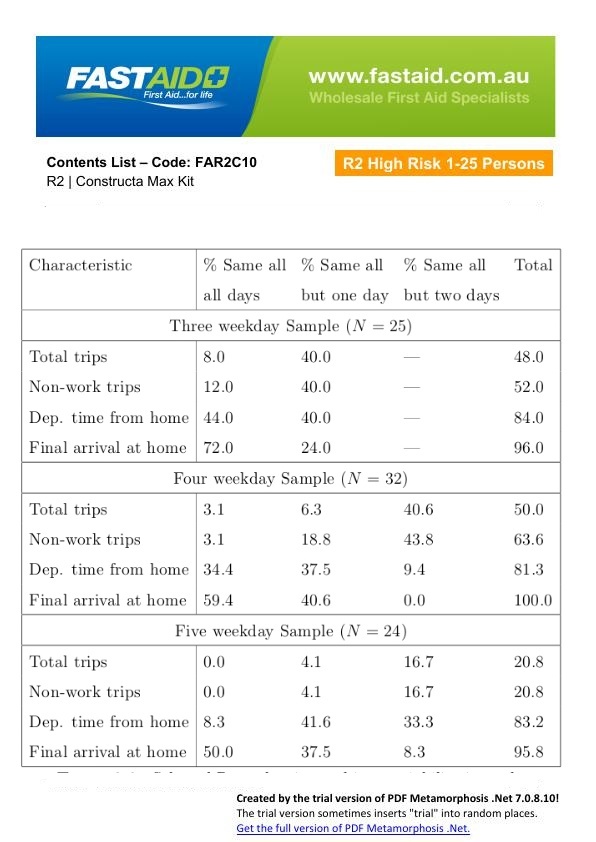 FASTAID
First Aid...for life
www.fastaid.com.au
Wholesale First Aid Specialists
Contents List – Code: FAR2C10
R2 High Risk 1-25 Persons
R2 | Constructa Max Kit
Characteristic % Same all % Same all % Same all Total
all days but one day but two days
Three weekday Sample (N = 25)
Total trips 8.0 40.0 — 48.0
Non-work trips 12.0 40.0 — 52.0
Dep. time from home 44.0 40.0 — 84.0
Final arrival at home 72.0 24.0 — 96.0
Four weekday Sample (N = 32)
Total trips 3.1 6.3 40.6 50.0
Non-work trips 3.1 18.8 43.8 63.6
Dep. time from home 34.4 37.5 9.4 81.3
Final arrival at home 59.4 40.6 0.0 100.0
Five weekday Sample (N = 24)
Total trips 0.0 4.1 16.7 20.8
Non-work trips 0.0 4.1 16.7 20.8
Dep. time from home 8.3 41.6 33.3 83.2
Final arrival at home 50.0 37.5 8.3 95.8
Created by the trial version of PDF Metamorphosis .Net 7.0.8.10!
The trial version sometimes inserts "trial" into random places.
Get the full version of PDF Metamorphosis .Net.